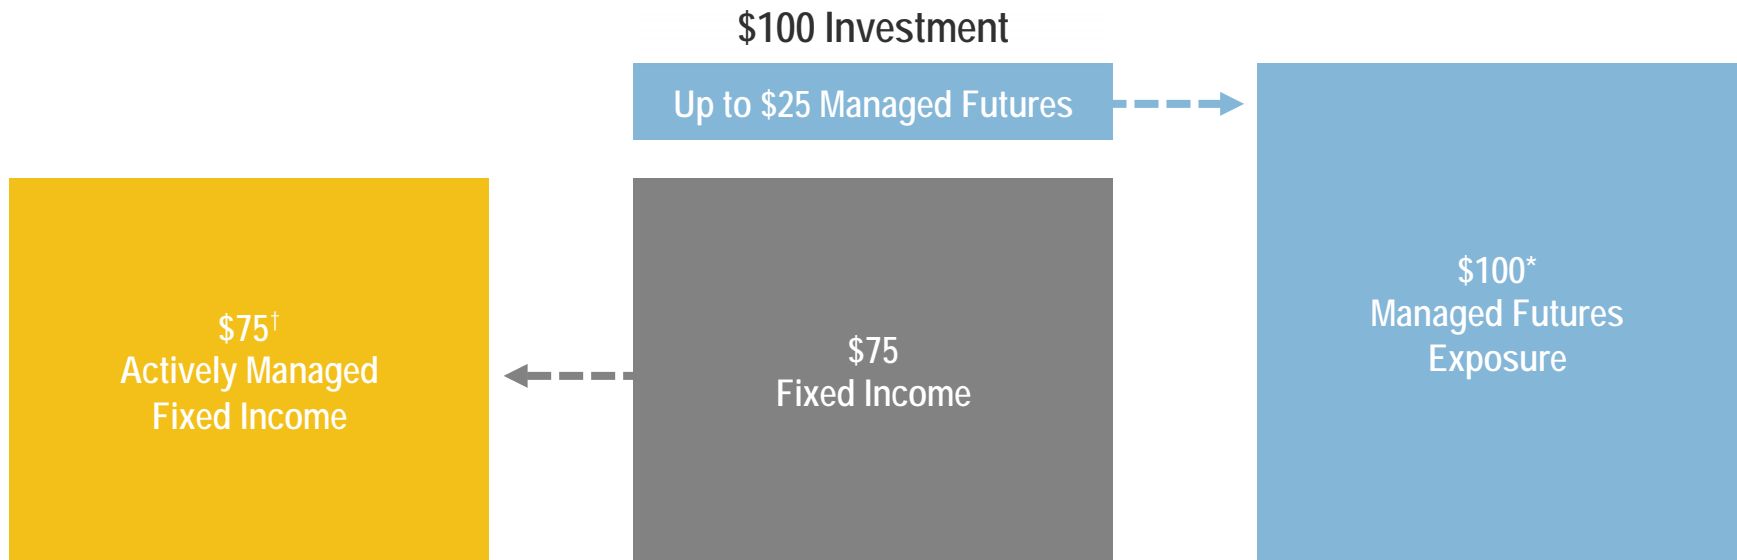 $100 Investment
Up to $25 Managed Futures
$75†
Actively Managed
Fixed Income
$75
Fixed Income
$100*
Managed Futures
Exposure